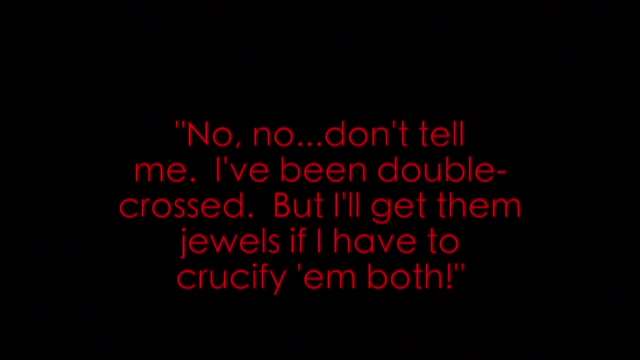 "No, no...don't tell
me.  I've been double-
crossed.  But I'll get them
jewels if I have to
crucify 'em both!"